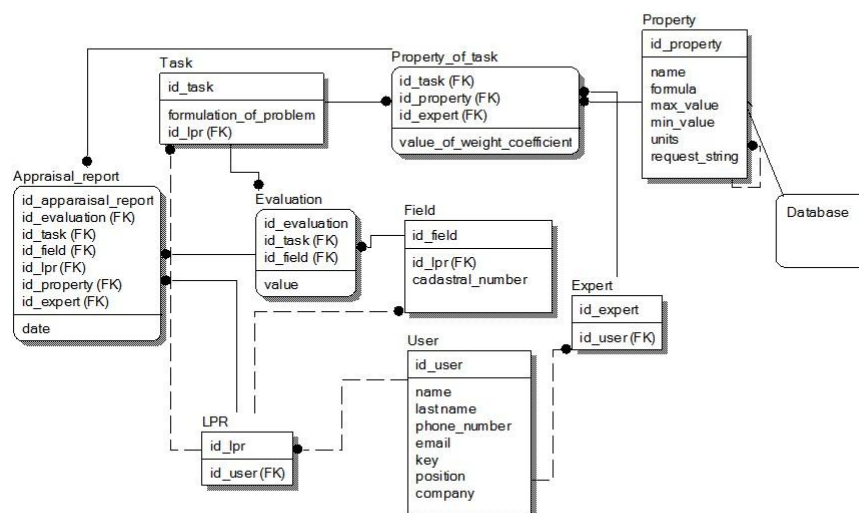 Property
id_property
name
formula
max_value
min_value
units
request_string
Property_of_task
id_task (FK)
id_property (FK)
id_expert (FK)
value_of_weight_coefficient
Task
id_task
formulation_of_problem
id_lpr (FK)
Appraisal_report
id_apparaisal_report
id_evaluation (FK)
id_task (FK)
id_field (FK)
id_lpr (FK)
id_property (FK)
id_expert (FK)
date
Evaluation
id_evaluation
id_task (FK)
id_field (FK)
value
Field
id_field
id_lpr (FK)
cadastral_number
Database
Expert
id_expert
id_user (FK)
User
id_user
name
lastname
phone_number
email
key
position
company
LPR
id_lpr
id_user (FK)